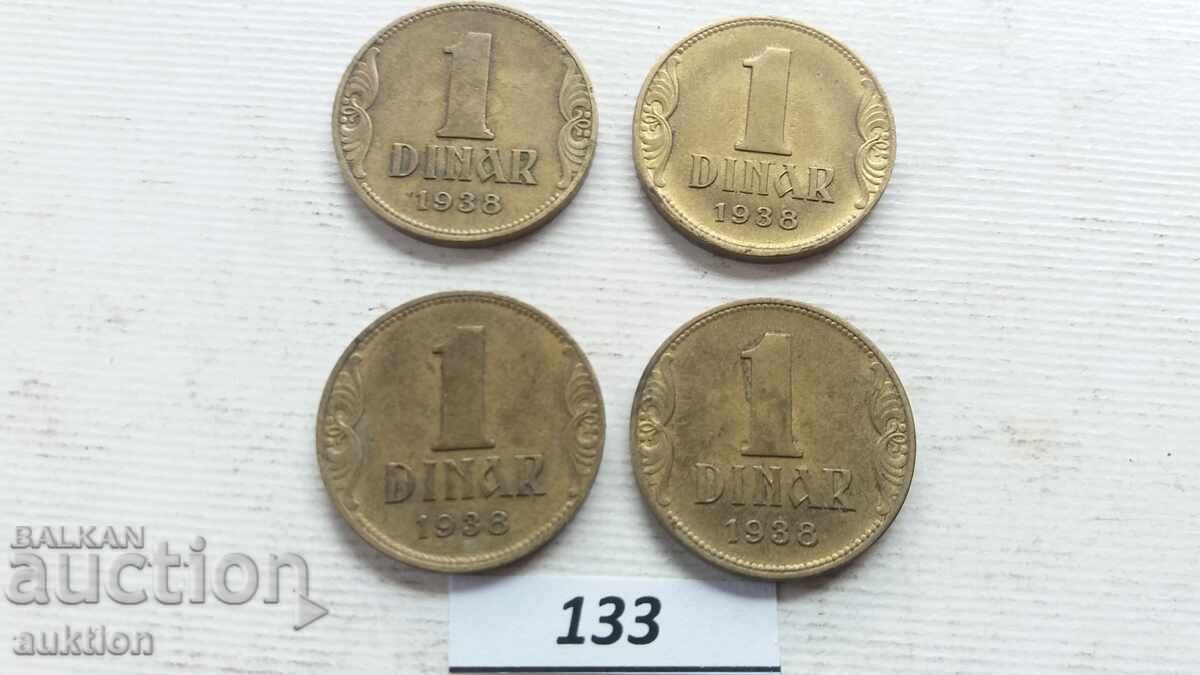 1
DINAR
1938
1
DINAR
1938
1
DINAR
1938
1
DINAR
1938
BALKAN
auction
auktion
133